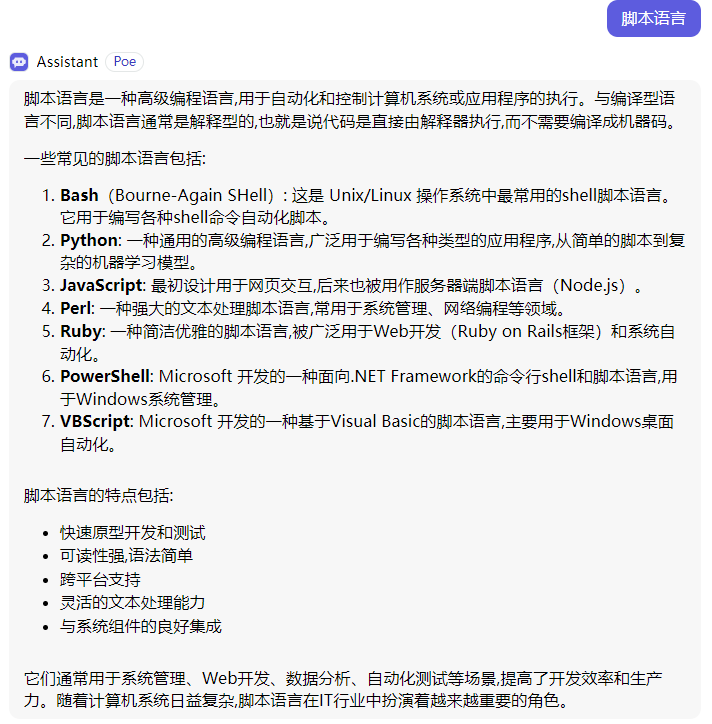 脚本语言
Assistant Poe
脚本语言是一种高级编程语言,用于自动化和控制计算机系统或应用程序的执行。与编译型语
言不同,脚本语言通常是解释型的,也就是说代码是直接由解释器执行,而不需要编译成机器码。
一些常见的脚本语言包括:
1. Bash（Bourne-Again SHell）: 这是 Unix/Linux 操作系统中最常用的shell脚本语言。
它用于编写各种shell命令自动化脚本。
2. Python: 一种通用的高级编程语言,广泛用于编写各种类型的应用程序,从简单的脚本到复
杂的机器学习模型。
3. JavaScript: 最初设计用于网页交互,后来也被用作服务器端脚本语言（Node.js）。
4. Perl: 一种强大的文本处理脚本语言,常用于系统管理、网络编程等领域。
5. Ruby: 一种简洁优雅的脚本语言,被广泛用于Web开发（Ruby on Rails框架）和系统自
动化。
6. PowerShell: Microsoft 开发的一种面向.NET Framework的命令行shell和脚本语言,用
于Windows系统管理。
7. VBScript: Microsoft 开发的一种基于Visual Basic的脚本语言,主要用于Windows桌面
自动化。
脚本语言的特点包括:
• 快速原型开发和测试
• 可读性强,语法简单
• 跨平台支持
• 灵活的文本处理能力
• 与系统组件的良好集成
它们通常用于系统管理、Web开发、数据分析、自动化测试等场景,提高了开发效率和生产
力。随着计算机系统日益复杂,脚本语言在IT行业中扮演着越来越重要的角色。